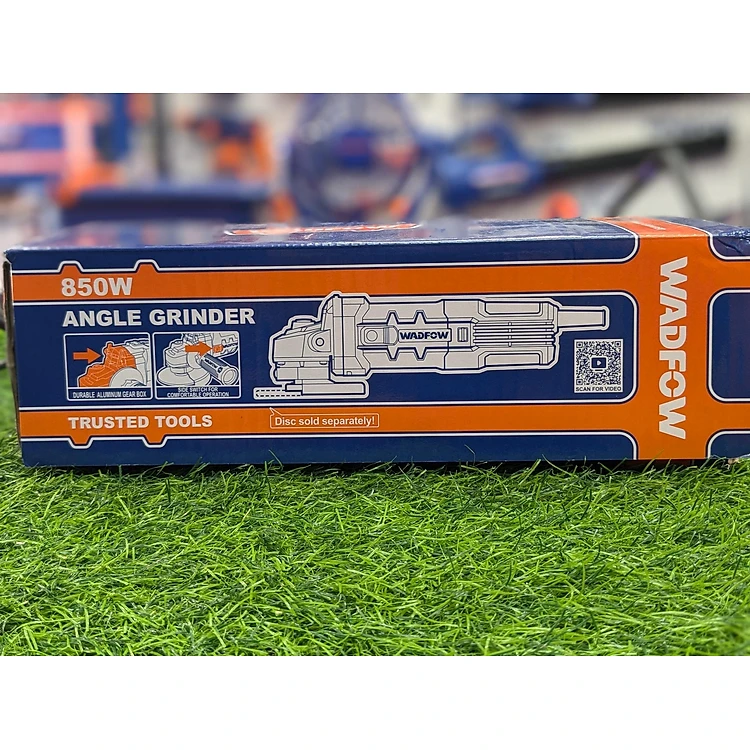 850W
ANGLE GRINDER
WADFOW
DURABLE ALUMINUM GEAR BOX
SIDE SWITCH FOR
COMFORTABLE OPERATION
SCAN FOR VIDEO
TRUSTED TOOLS
Disc sold separately!
WADFOW